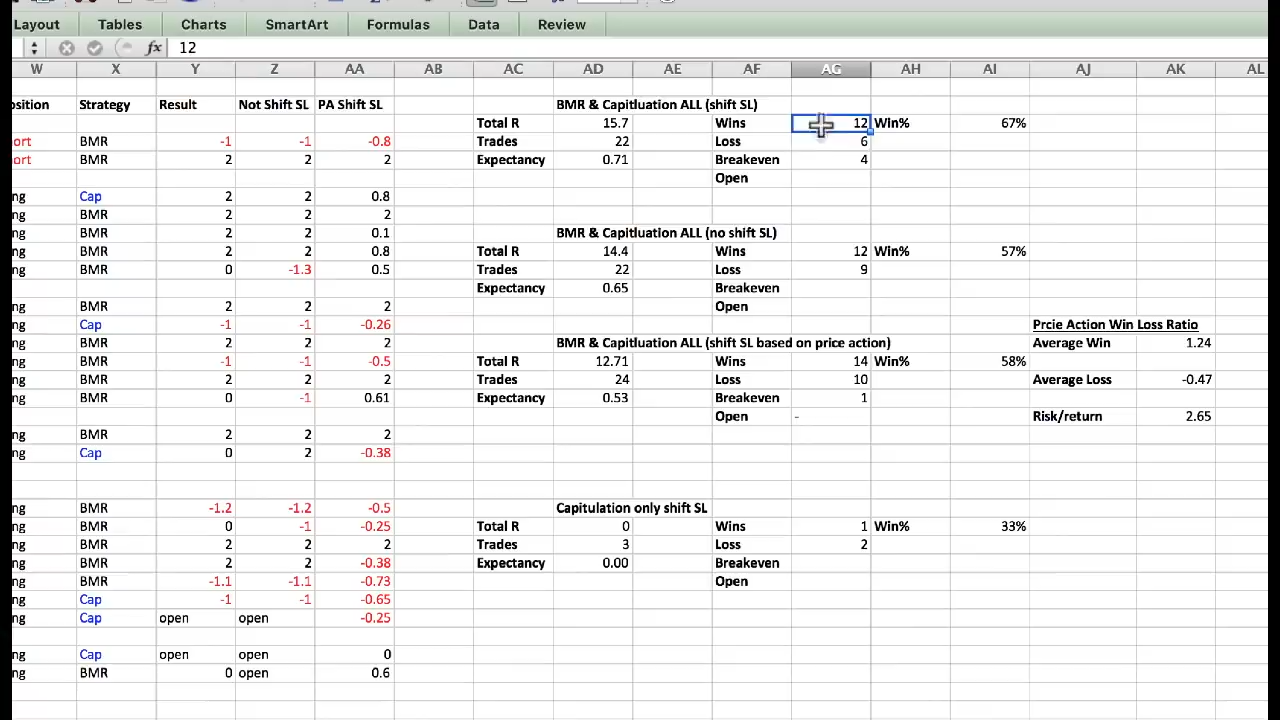 Layout Tables Charts SmartArt Formulas Data Review
fx 12
W X Y Z AA AB AC AD AE AF AG AH AI AJ AK AL
osition Strategy Result Not Shift SL PA Shift SL BMR & Capitluation ALL (shift SL)
Total R 15.7 Wins 12 Win% 67%
ort BMR -1 -1 -0.8 Trades 22 Loss 6
ort BMR 2 2 2 Expectancy 0.71 Breakeven 4
Open
ng Cap 2 2 0.8
ng BMR 2 2 2
ng BMR 2 2 0.1 BMR & Capitluation ALL (no shift SL)
ng BMR 2 2 0.8 Total R 14.4 Wins 12 Win% 57%
ng BMR 0 -1.3 0.5 Trades 22 Loss 9
Expectancy 0.65 Breakeven
ng BMR 2 2 2 Open
ng Cap -1 -1 -0.26 Prcie Action Win Loss Ratio
ng BMR 2 2 2 BMR & Capitluation ALL (shift SL based on price action) Average Win 1.24
ng BMR -1 -1 -0.5 Total R 12.71 Wins 14 Win% 58%
ng BMR 2 2 2 Trades 24 Loss 10 Average Loss -0.47
ng BMR 0 -1 0.61 Expectancy 0.53 Breakeven 1
Open - Risk/return 2.65
ng BMR 2 2 2
ng Cap 0 2 -0.38
ng BMR -1.2 -1.2 -0.5 Capitulation only shift SL
ng BMR 0 -1 -0.25 Total R 0 Wins 1 Win% 33%
ng BMR 2 2 2 Trades 3 Loss 2
ng BMR 2 2 -0.38 Expectancy 0.00 Breakeven
ng BMR -1.1 -1.1 -0.73 Open
ng Cap -1 -1 -0.65
ng Cap open open -0.25
ng Cap open open 0
ng BMR 0 open 0.6